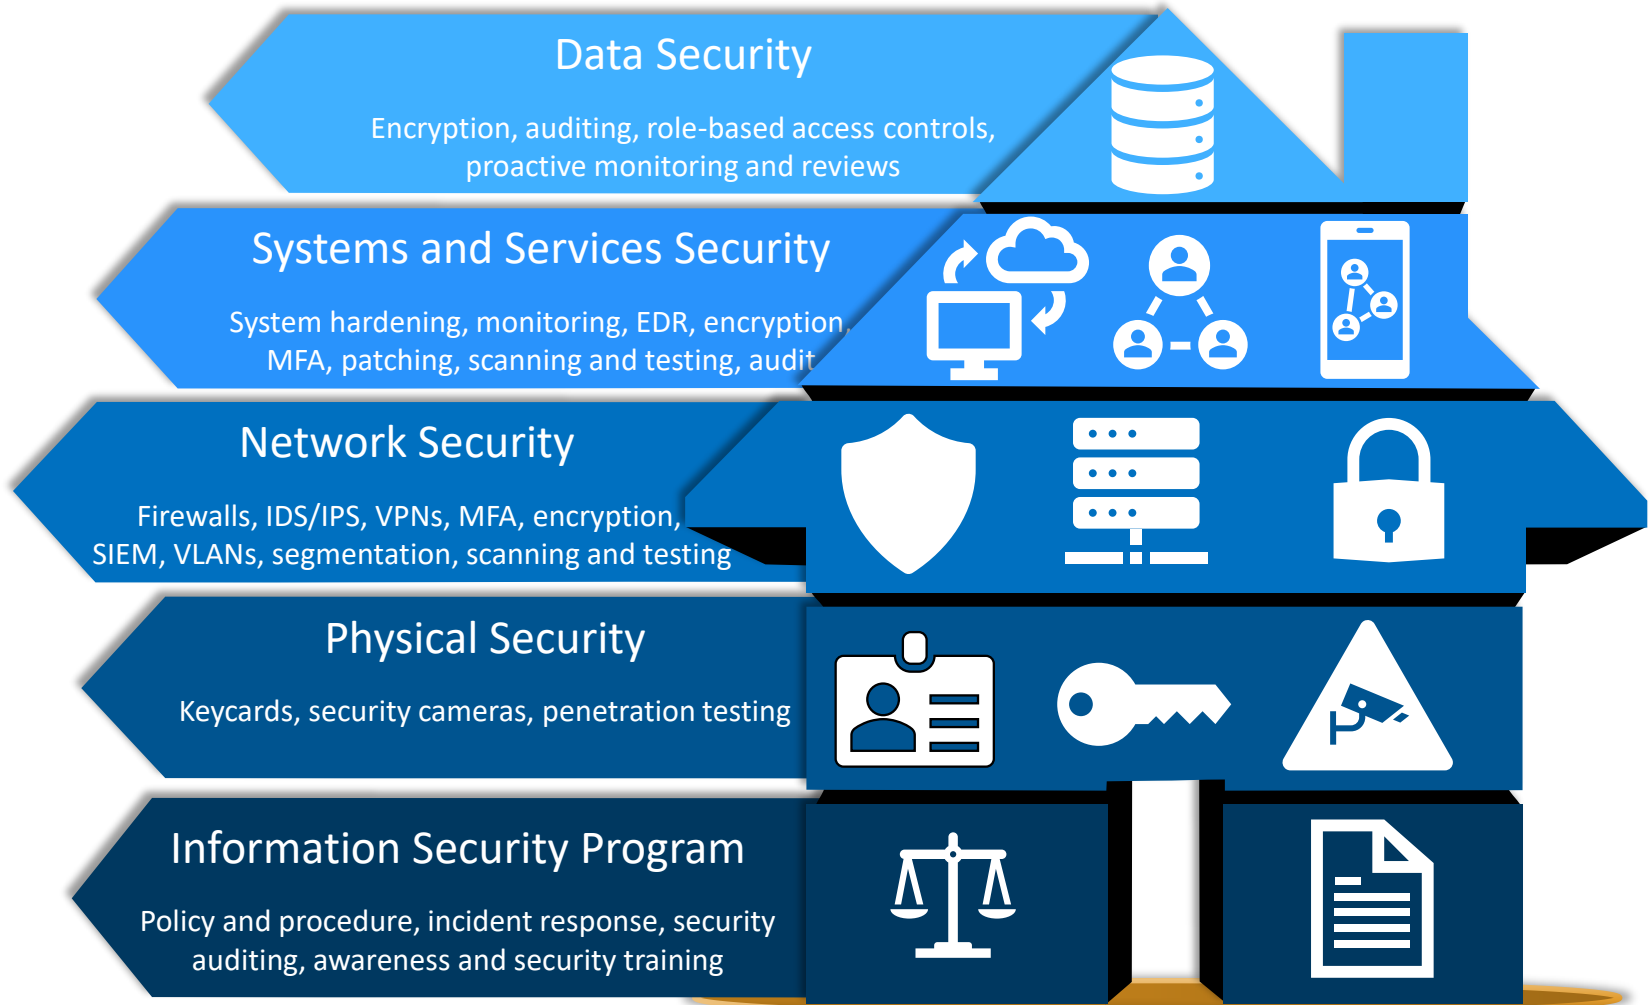 Data Security
Encryption, auditing, role-based access controls,
proactive monitoring and reviews
Systems and Services Security
System hardening, monitoring, EDR, encryption,
MFA, patching, scanning and testing, audit
Network Security
Firewalls, IDS/IPS, VPNs, MFA, encryption,
SIEM, VLANs, segmentation, scanning and testing
Physical Security
Keycards, security cameras, penetration testing
Information Security Program
Policy and procedure, incident response, security
auditing, awareness and security training